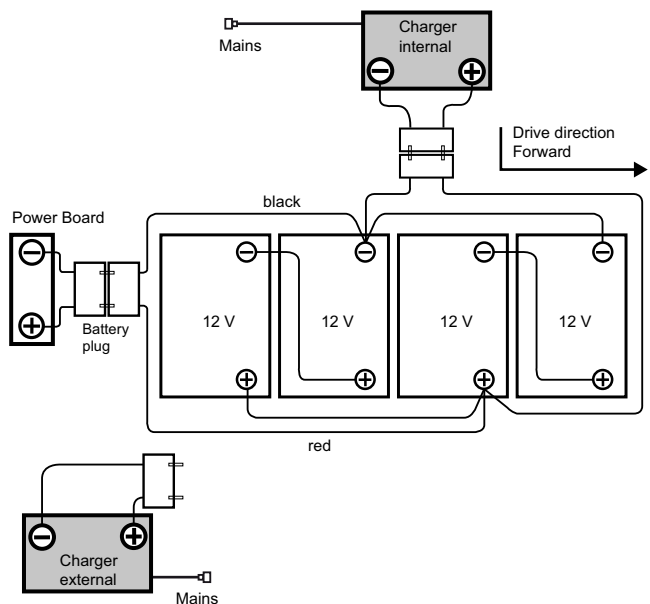 Charger
internal
Mains
Drive direction
Forward
black
Power Board
12 V
12 V
12 V
12 V
Battery
plug
red
Charger
external
Mains